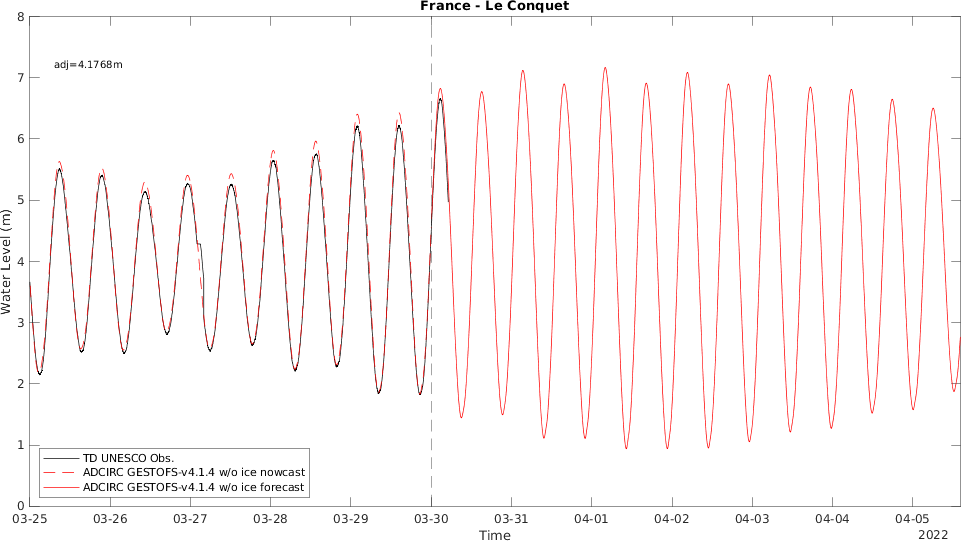 France - Le Conquet
8
7
6
5
4
3
2
1
0
adj=4.1768m
Water Level (m)
TD UNESCO Obs.
ADCIRC GESTOFS-v4.1.4 w/o ice nowcast
ADCIRC GESTOFS-v4.1.4 w/o ice forecast
03-25 03-26 03-27 03-28 03-29 03-30 03-31 04-01 04-02 04-03 04-04 04-05
Time
2022